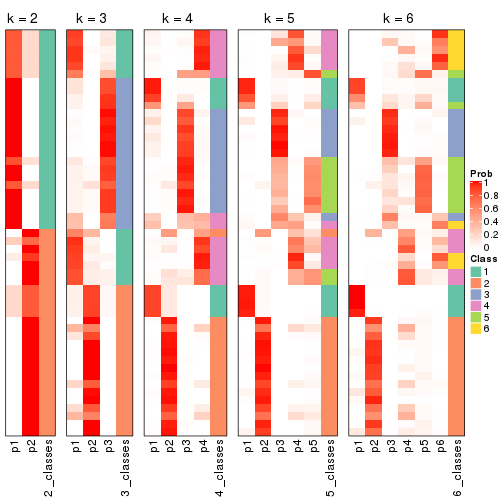 k = 2
k = 3
k = 4
k = 5
k = 6
Prob
1
0.8
0.6
0.4
0.2
0
Class
1
2
3
4
5
6
p1 p2 2_classes
p1 p2 p3 3_classes
p1 p2 p3 p4 4_classes
p1 p2 p3 p4 p5 5_classes
p1 p2 p3 p4 p5 p6 6_classes